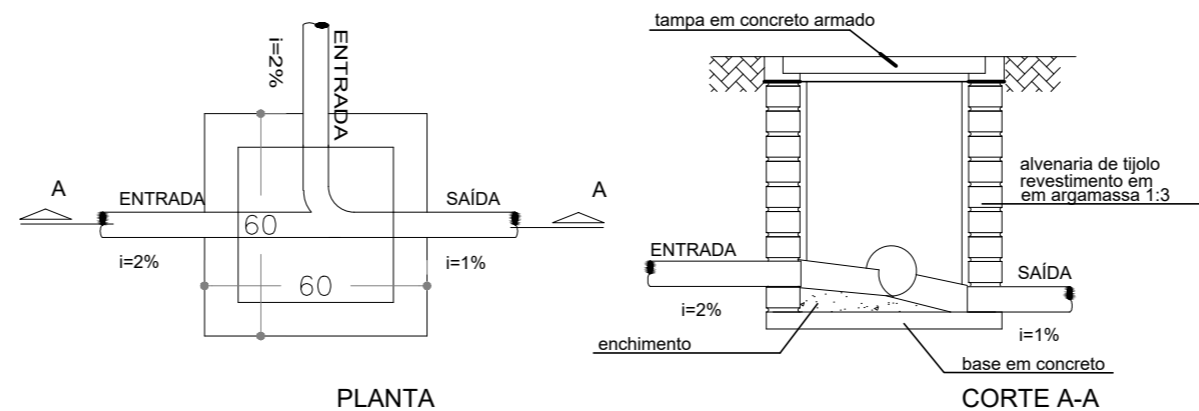 i=2%
ENTRADA
A
ENTRADA
SAÍDA
A
60
i=2%
i=1%
60
PLANTA
tampa em concreto armado
alvenaria de tijolo
revestimento em
em argamassa 1:3
ENTRADA
SAÍDA
i=2%
i=1%
enchimento
base em concreto
CORTE A-A